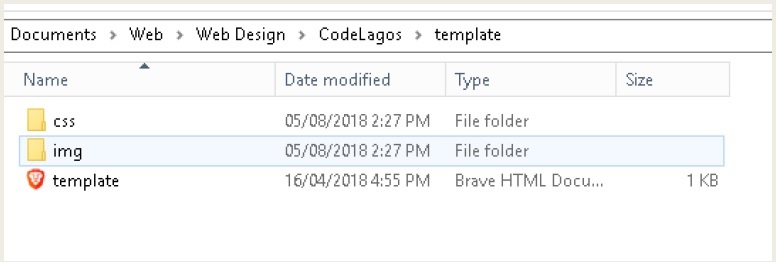 Documents > Web > Web Design > CodeLagos > template
Name Date modified Type Size
css 05/08/2018 2:27 PM File folder
img 05/08/2018 2:27 PM File folder
template 16/04/2018 4:55 PM Brave HTML Docu... 1 KB